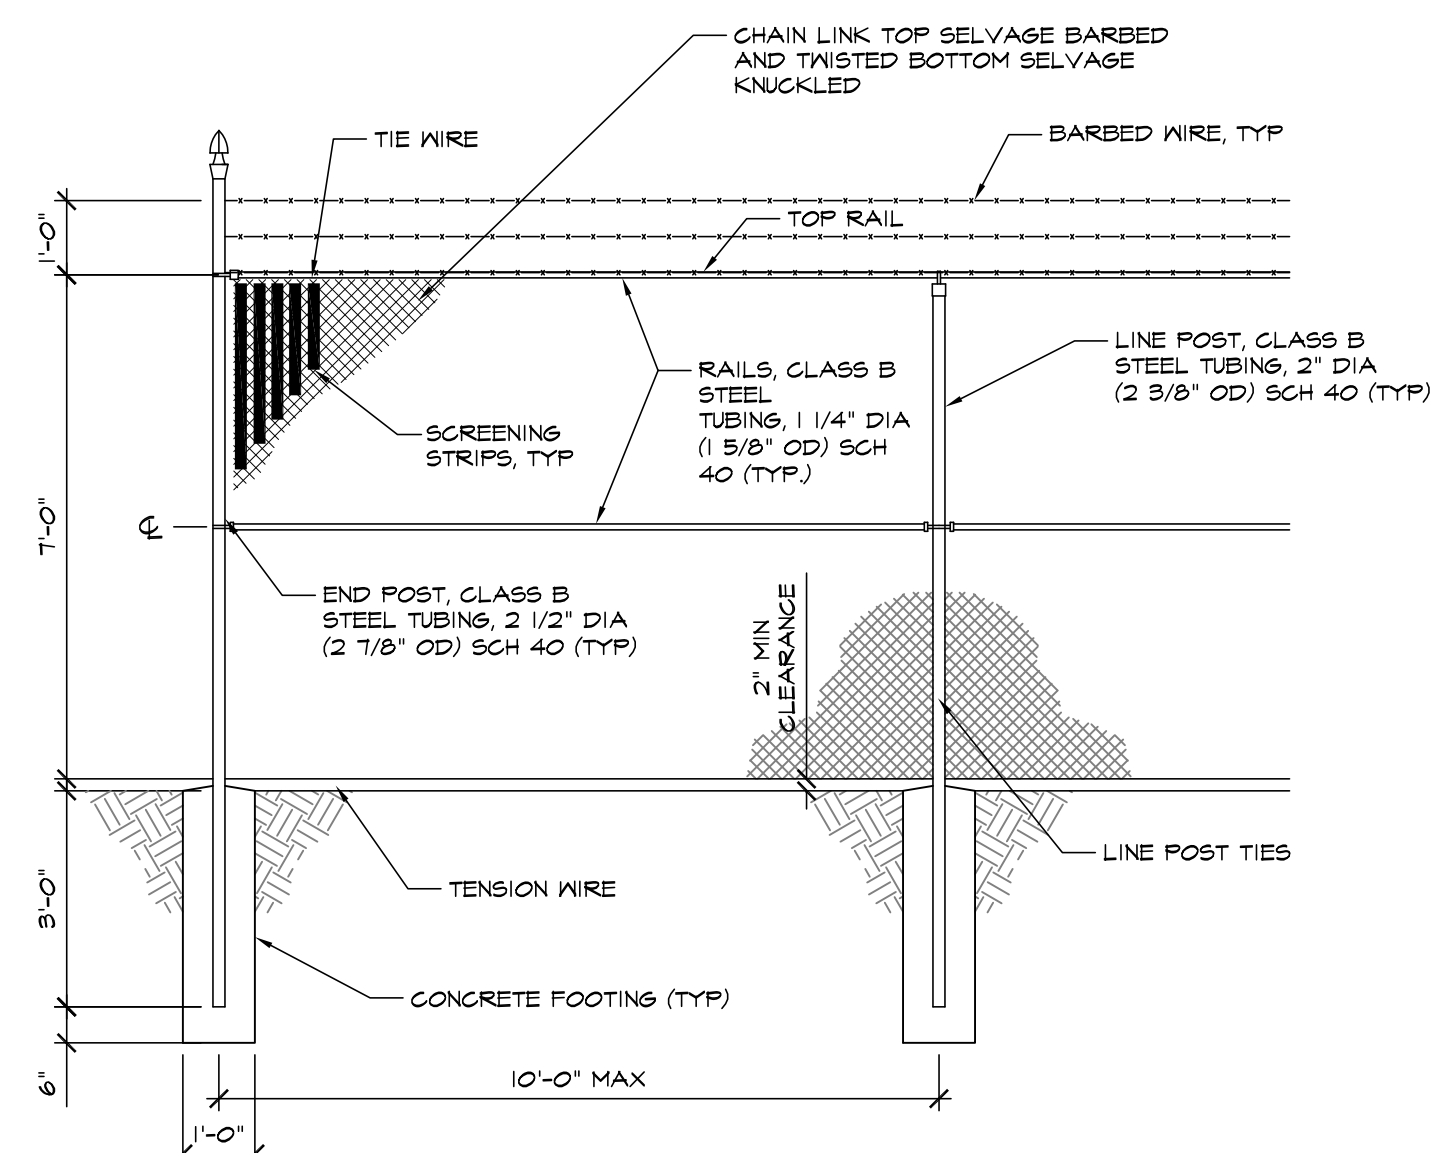 CHAIN LINK TOP SELVAGE BARBED
AND TWISTED BOTTOM SELVAGE
KNUCKLED
TIE WIRE
BARBED WIRE, TYP
TOP RAIL
1'-0"
LINE POST, CLASS B
STEEL TUBING, 2" DIA
(2 3/8" OD) SCH 40 (TYP)
RAILS, CLASS B
STEEL
TUBING, 1 1/4" DIA
(1 5/8" OD) SCH
40 (TYP.)
SCREENING
STRIPS, TYP
7'-0"
℄
END POST, CLASS B
STEEL TUBING, 2 1/2" DIA
(2 7/8" OD) SCH 40 (TYP)
2" MIN
CLEARANCE
LINE POST TIES
TENSION WIRE
3'-0"
CONCRETE FOOTING (TYP)
6"
10'-0" MAX
1'-0"